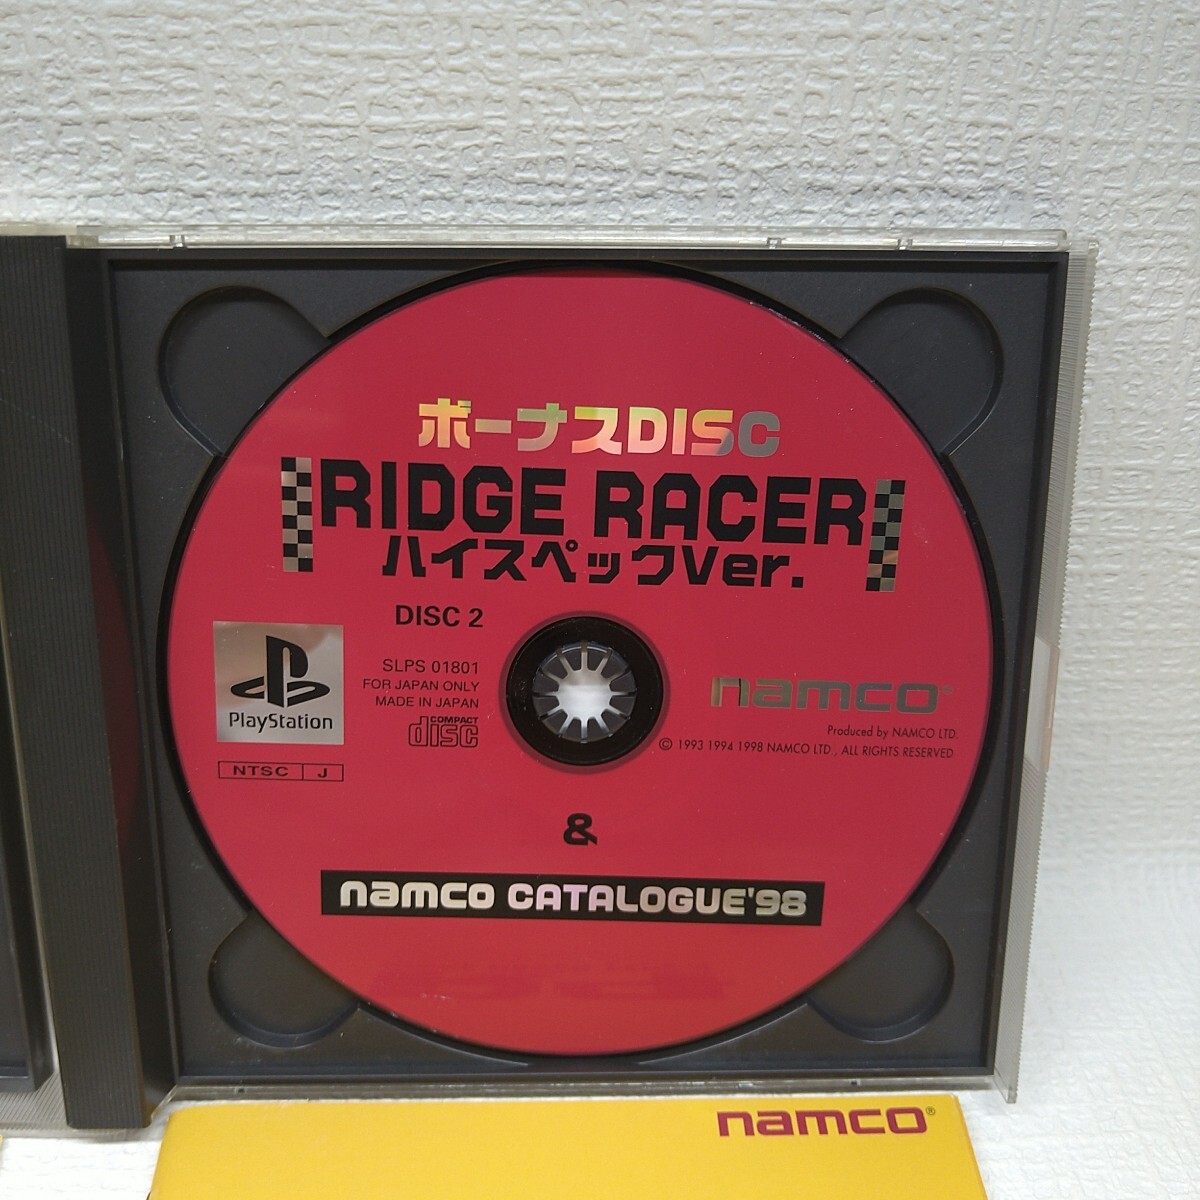 ボーナスDISC
RIDGE RACER
ハイスペックVer.
DISC 2
SLPS 01801
FOR JAPAN ONLY
MADE IN JAPAN
COMPACT
disc
PlayStation
NTSC J
namco®
Produced by NAMCO LTD.
© 1993 1994 1998 NAMCO LTD., ALL RIGHTS RESERVED
&
namco CATALOGUE'98
namco®